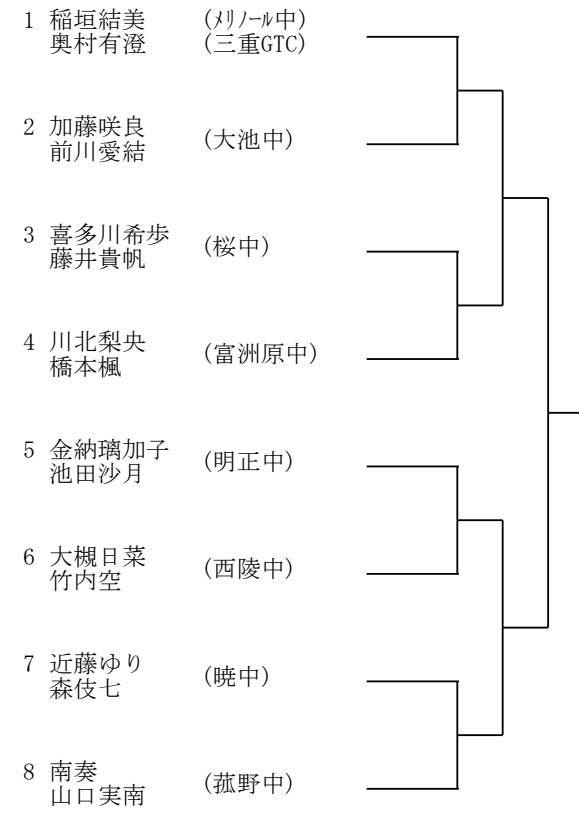 1 稲垣結美 (ﾒﾘﾉｰﾙ中)
奥村有澄 (三重GTC)
2 加藤咲良
前川愛結 (大池中)
3 喜多川希歩
藤井貴帆 (桜中)
4 川北梨央
橋本楓 (富洲原中)
5 金納璃加子
池田沙月 (明正中)
6 大槻日菜
竹内空 (西陵中)
7 近藤ゆり
森伎七 (暁中)
8 南奏
山口実南 (菰野中)